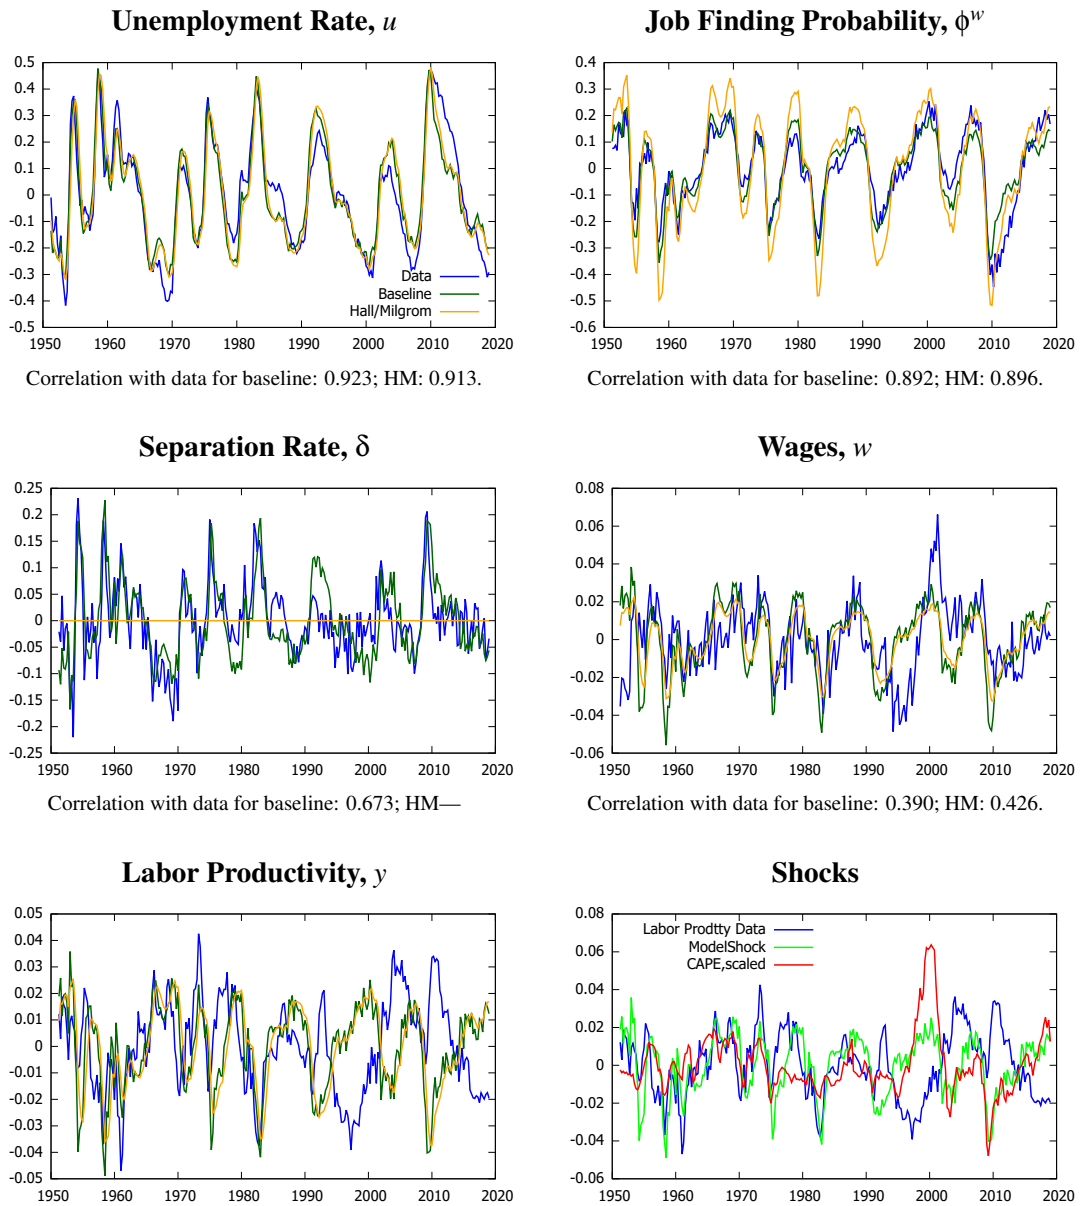 Unemployment Rate, u
0.5
0.4
0.3
0.2
0.1
0
-0.1
-0.2
-0.3
-0.4
-0.5
Data
Baseline
Hall/Milgrom
1950 1960 1970 1980 1990 2000 2010 2020
Correlation with data for baseline: 0.923; HM: 0.913.
Job Finding Probability, ϕʷ
0.4
0.3
0.2
0.1
0
-0.1
-0.2
-0.3
-0.4
-0.5
-0.6
1950 1960 1970 1980 1990 2000 2010 2020
Correlation with data for baseline: 0.892; HM: 0.896.
Separation Rate, δ
0.25
0.2
0.15
0.1
0.05
0
-0.05
-0.1
-0.15
-0.2
-0.25
1950 1960 1970 1980 1990 2000 2010 2020
Correlation with data for baseline: 0.673; HM—
Wages, w
0.08
0.06
0.04
0.02
0
-0.02
-0.04
-0.06
1950 1960 1970 1980 1990 2000 2010 2020
Correlation with data for baseline: 0.390; HM: 0.426.
Labor Productivity, y
0.05
0.04
0.03
0.02
0.01
0
-0.01
-0.02
-0.03
-0.04
-0.05
1950 1960 1970 1980 1990 2000 2010 2020
Shocks
0.08
0.06
0.04
0.02
0
-0.02
-0.04
-0.06
Labor Prodtty Data
ModelShock
CAPE,scaled
1950 1960 1970 1980 1990 2000 2010 2020